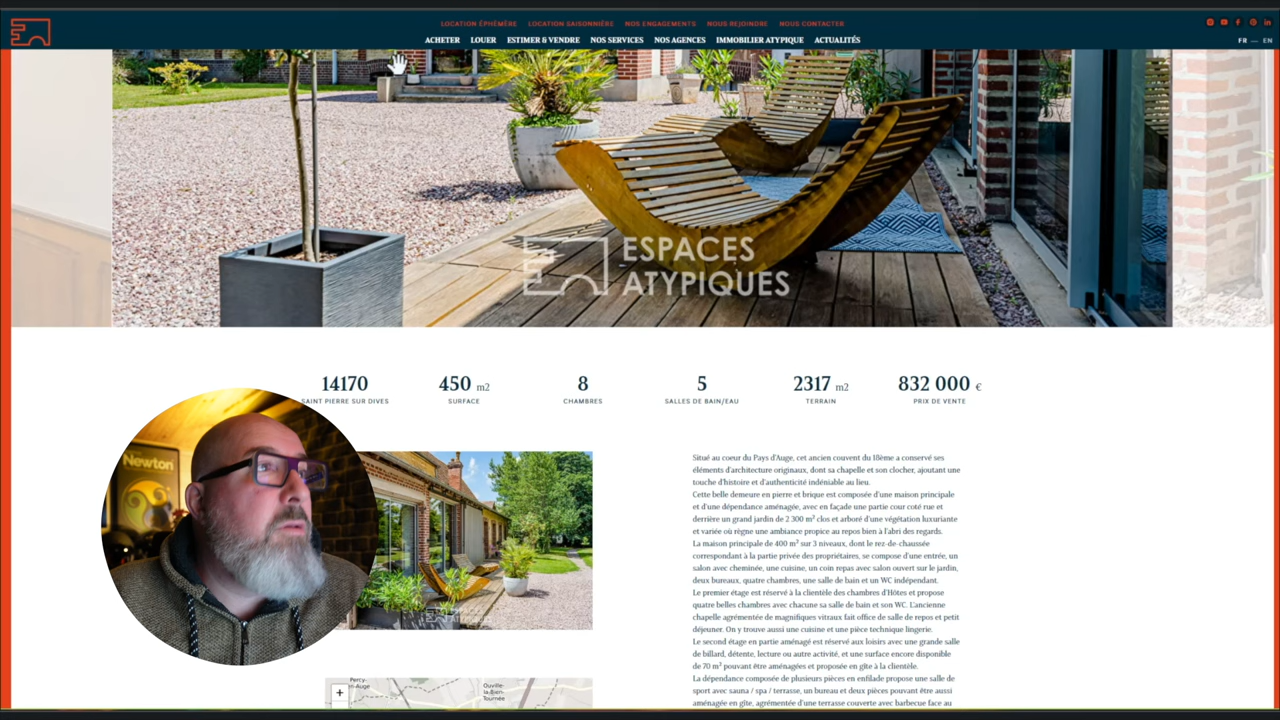 LOCATION ÉPHÉMÈRE LOCATION SAISONNIÈRE NOS ENGAGEMENTS NOUS REJOINDRE NOUS CONTACTER
ACHETER LOUER ESTIMER & VENDRE NOS SERVICES NOS AGENCES IMMOBILIER ATYPIQUE ACTUALITÉS
FR — EN
ESPACES
ATYPIQUES
14170 450 m2 8 5 2317 m2 832 000 €
SAINT PIERRE SUR DIVES SURFACE CHAMBRES SALLES DE BAIN/EAU TERRAIN PRIX DE VENTE
Newton
Situé au coeur du Pays d'Auge, cet ancien couvent du 18ème a conservé ses
éléments d'architecture originaux, dont sa chapelle et son clocher, ajoutant une
touche d'histoire et d'authenticité indéniable au lieu.
Cette belle demeure en pierre et brique est composée d'une maison principale
et d'une dépendance aménagée, avec en façade une partie cour coté rue et
derrière un grand jardin de 2 300 m² clos et arboré d'une végétation luxuriante
et variée où règne une ambiance propice au repos bien à l'abri des regards.
La maison principale de 400 m² sur 3 niveaux, dont le rez-de-chaussée
correspondant à la partie privée des propriétaires, se compose d'une entrée, un
salon avec cheminée, une cuisine, un coin repas avec salon ouvert sur le jardin,
deux bureaux, quatre chambres, une salle de bain et un WC indépendant.
Le premier étage est réservé à la clientèle des chambres d'Hôtes et propose
quatre belles chambres avec chacune sa salle de bain et son WC. L'ancienne
chapelle agrémentée de magnifiques vitraux fait office de salle de repos et petit
déjeuner. On y trouve aussi une cuisine et une pièce technique lingerie.
Le second étage en partie aménagé est réservé aux loisirs avec une grande salle
de billard, détente, lecture ou autre activité, et une surface encore disponible
de 70 m² pouvant être aménagées et proposée en gîte à la clientèle.
La dépendance composée de plusieurs pièces en enfilade propose une salle de
sport avec sauna / spa / terrasse, un bureau et deux pièces pouvant être aussi
aménagée en gîte, agrémentée d'une terrasse couverte avec barbecue face au
+
Percy-
en-Auge
Ouville-
la-Bien-
Tournée